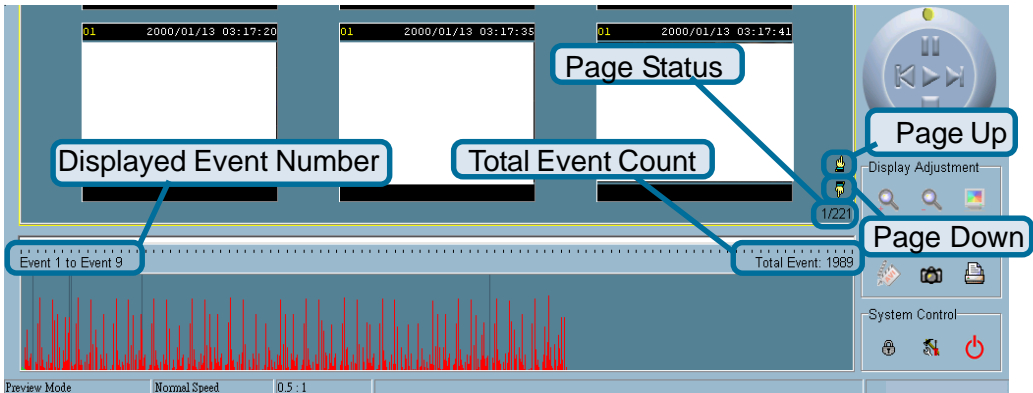 01 2000/01/13 03:17:20
01 2000/01/13 03:17:35
01 2000/01/13 03:17:41
Page Status
Page Up
Displayed Event Number
Total Event Count
Display Adjustment
1/221
Page Down
Event 1 to Event 9
Total Event: 1989
System Control
Preview Mode
Normal Speed
0.5 : 1